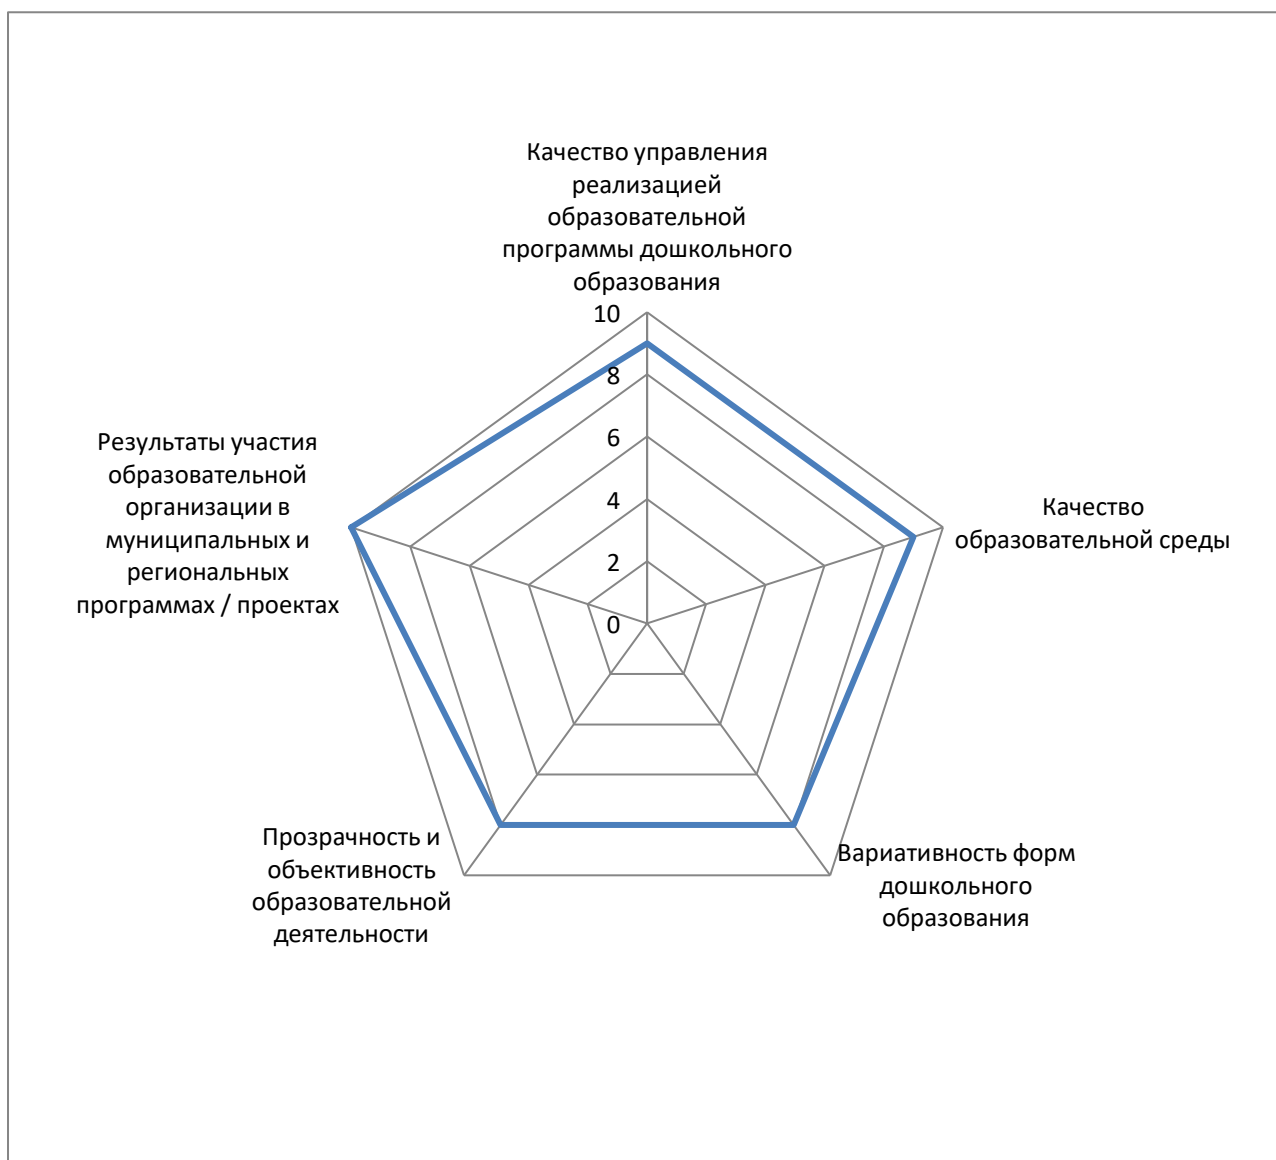 Качество управления
реализацией
образовательной
программы дошкольного
образования
10
8
6
4
2
0
Качество
образовательной среды
Вариативность форм
дошкольного
образования
Прозрачность и
объективность
образовательной
деятельности
Результаты участия
образовательной
организации в
муниципальных и
региональных
программах / проектах